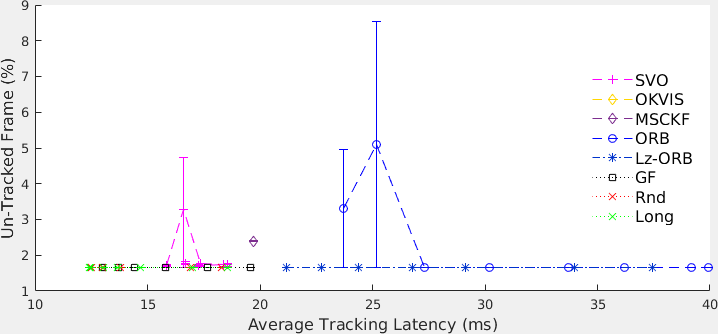 Un-Tracked Frame (%)
9
8
7
6
5
4
3
2
1
SVO
OKVIS
MSCKF
ORB
Lz-ORB
GF
Rnd
Long
10 15 20 25 30 35 40
Average Tracking Latency (ms)